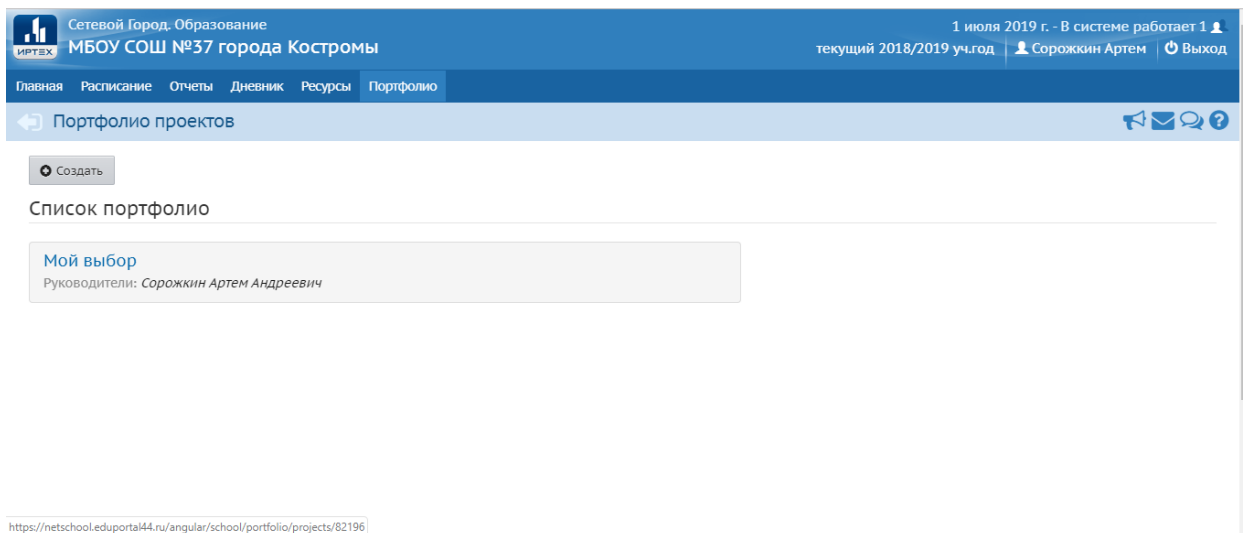 Сетевой Город. Образование
МБОУ СОШ №37 города Костромы
ИРТЕХ
1 июля 2019 г. - В системе работает 1
текущий 2018/2019 уч.год Сорожкин Артем Выход
Главная Расписание Отчеты Дневник Ресурсы Портфолио
Портфолио проектов
Создать
Список портфолио
Мой выбор
Руководители: Сорожкин Артем Андреевич
https://netschool.eduportal44.ru/angular/school/portfolio/projects/82196